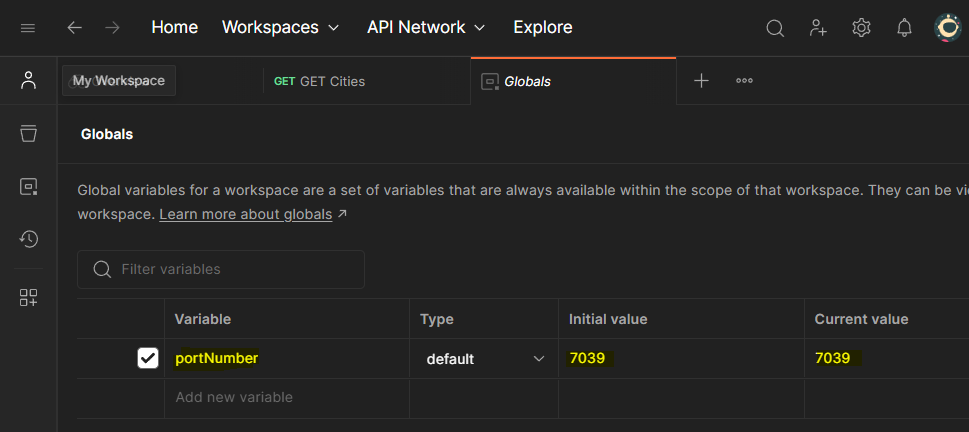 Home Workspaces API Network Explore
My Workspace GET GET Cities Globals
Globals
Global variables for a workspace are a set of variables that are always available within the scope of that workspace. They can be
workspace. Learn more about globals ↗
Filter variables
Variable Type Initial value Current value
portNumber default 7039 7039
Add new variable